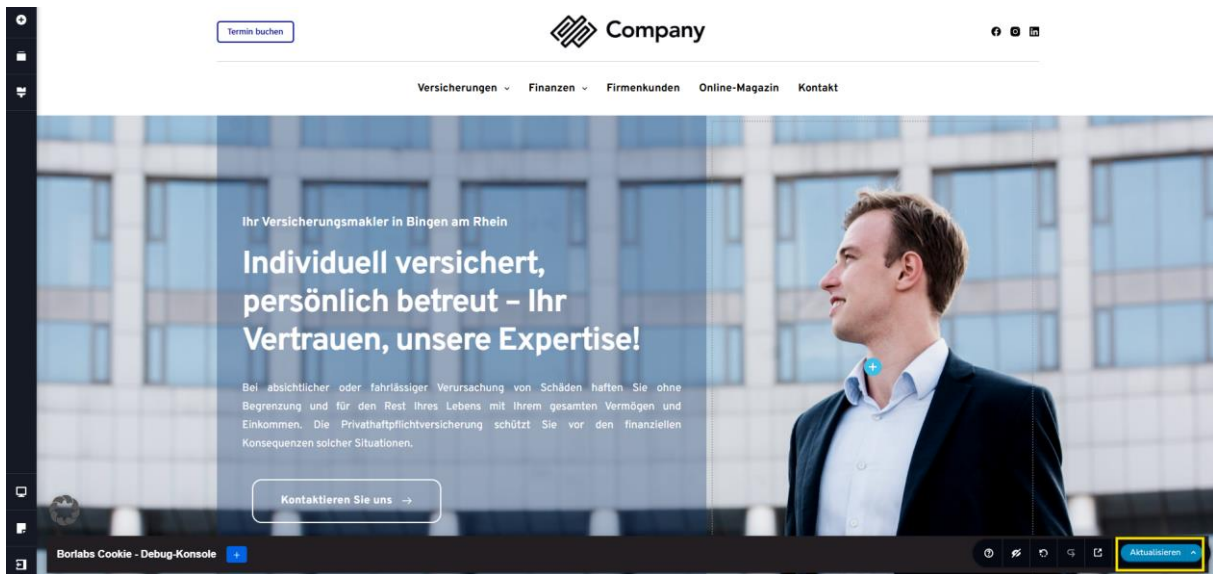 Termin buchen
Company
Versicherungen
Finanzen
Firmenkunden
Online-Magazin
Kontakt
Ihr Versicherungsmakler in Bingen am Rhein
Individuell versichert,
persönlich betreut – Ihr
Vertrauen, unsere Expertise!
Bei absichtlicher oder fahrlässiger Verursachung von Schäden haften Sie ohne
Begrenzung und für den Rest Ihres Lebens mit Ihrem gesamten Vermögen und
Einkommen. Die Privathaftpflichtversicherung schützt Sie vor den finanziellen
Konsequenzen solcher Situationen.
Kontaktieren Sie uns →
Borlabs Cookie - Debug-Konsole +
Aktualisieren